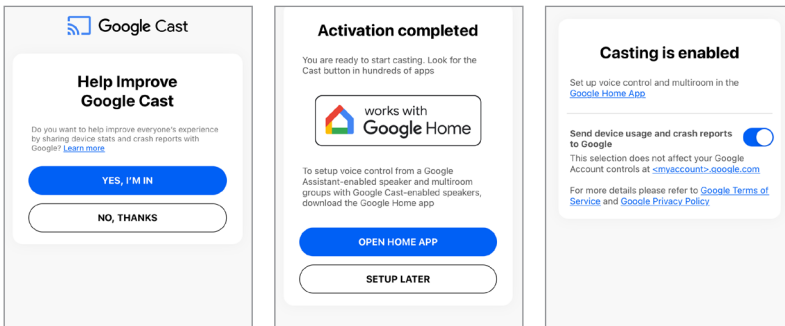 Google Cast
Help Improve
Google Cast
Do you want to help improve everyone's experience
by sharing device stats and crash reports with
Google? Learn more
YES, I'M IN
NO, THANKS
Activation completed
You are ready to start casting. Look for the
Cast button in hundreds of apps
works with
Google Home
To setup voice control from a Google
Assistant-enabled speaker and multiroom
groups with Google Cast-enabled speakers,
download the Google Home app
OPEN HOME APP
SETUP LATER
Casting is enabled
Set up voice control and multiroom in the
Google Home App
Send device usage and crash reports
to Google
This selection does not affect your Google
Account controls at <myaccount>.google.com
For more details please refer to Google Terms of
Service and Google Privacy Policy